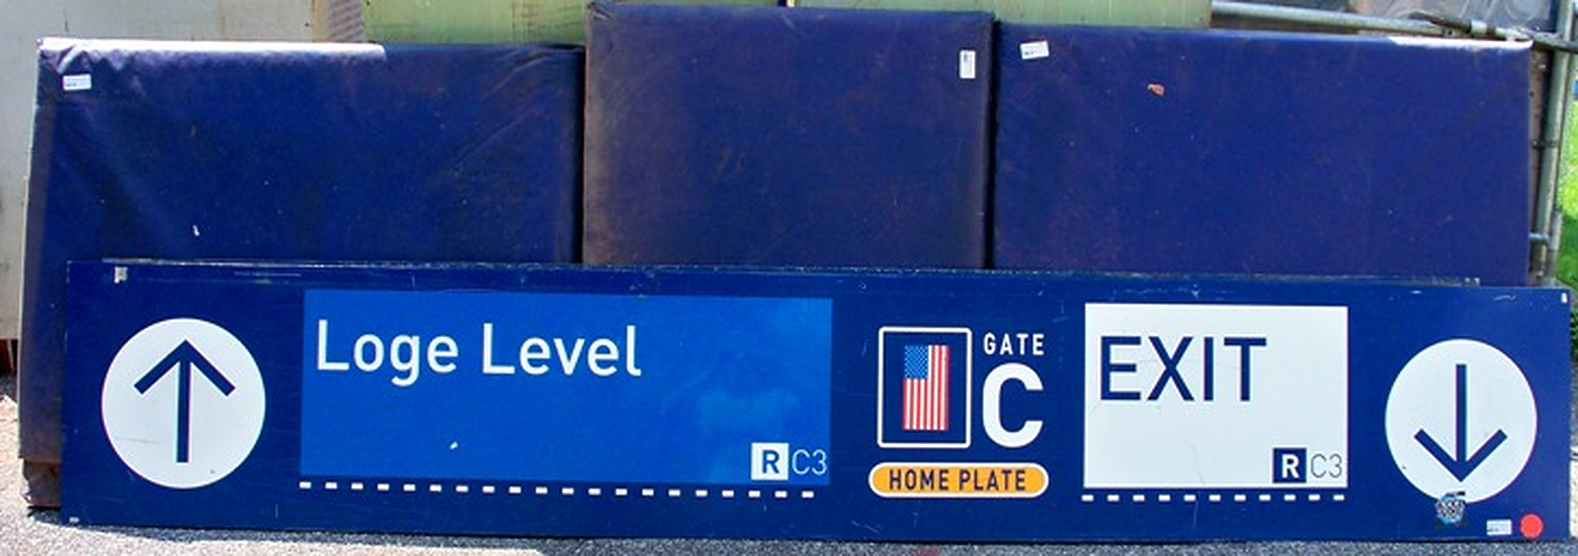 Loge Level
R C3
GATE
C
HOME PLATE
EXIT
R C3